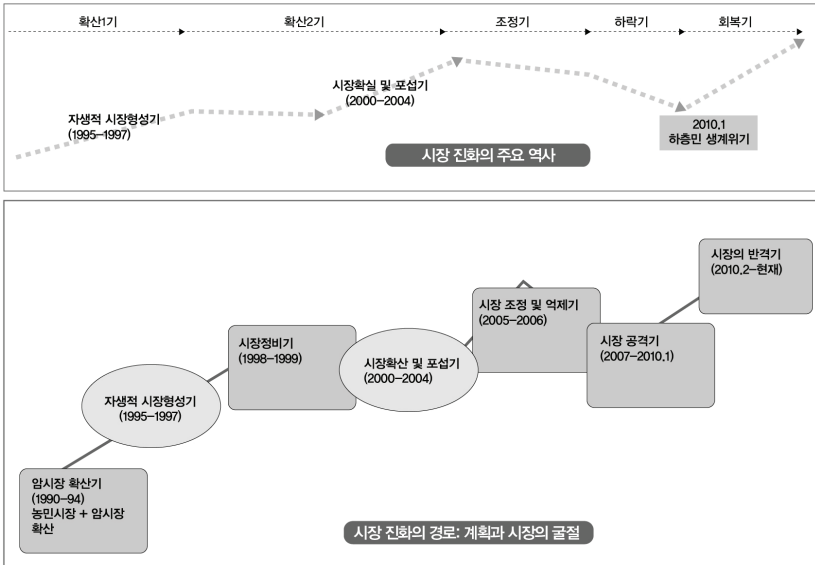 확산1기
확산2기
조정기
하락기
회복기
시장확실 및 포섭기
(2000-2004)
자생적 시장형성기
(1995-1997)
2010.1
하층민 생계위기
시장 진화의 주요 역사
시장의 반격기
(2010.2-현재)
시장 조정 및 억제기
(2005-2006)
시장 공격기
(2007-2010.1)
시장정비기
(1998-1999)
시장확산 및 포섭기
(2000-2004)
자생적 시장형성기
(1995-1997)
암시장 확산기
(1990-94)
농민시장 + 암시장
확산
시장 진화의 경로: 계획과 시장의 굴절